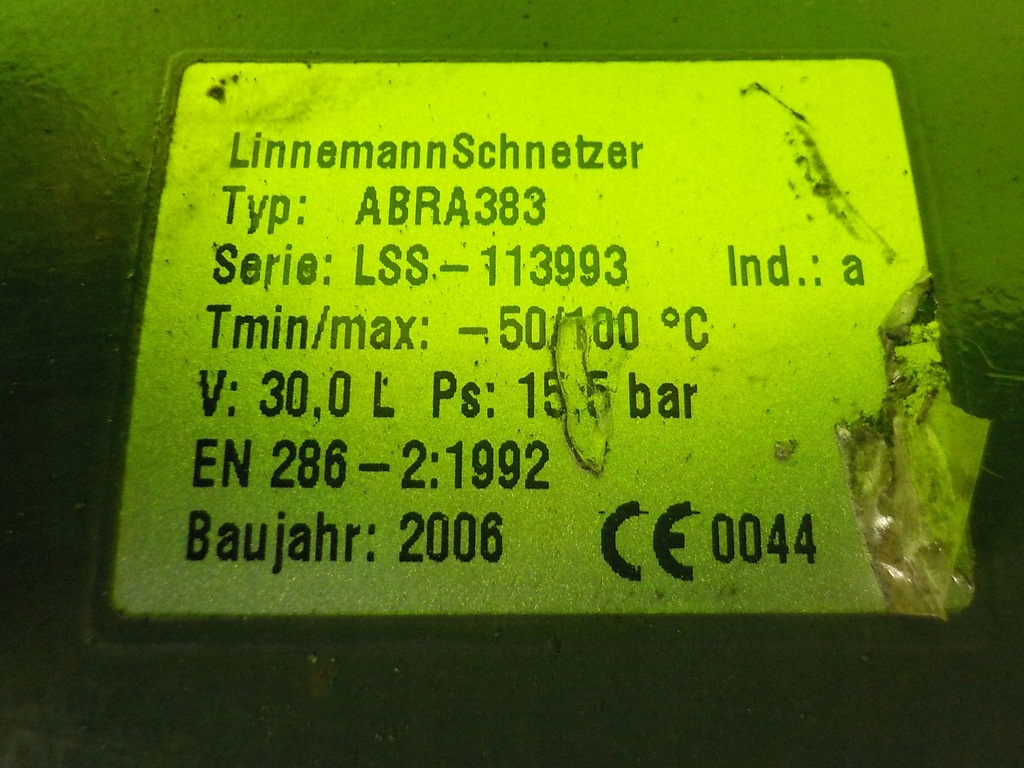 LinnemannSchnetzer
Typ: ABRA383
Serie: LSS-113993 Ind.: a
Tmin/max: -50/100 °C
V: 30,0 L Ps: 15,5 bar
EN 286-2:1992
Baujahr: 2006 CE 0044